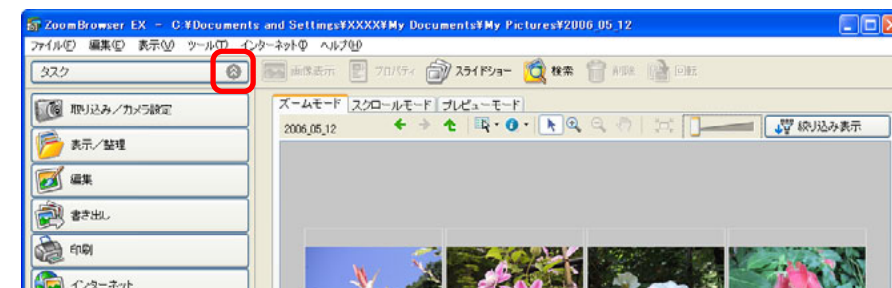 ZoomBrowser EX - C:¥Documents and Settings¥XXXX¥My Documents¥My Pictures¥2006_05_12
ファイル(F) 編集(E) 表示(V) ツール(T) インターネット(I) ヘルプ(H)
タスク 画像表示 プロパティ スライドショー 検索 削除 回転
取り込み/カメラ設定
ズームモード スクロールモード プレビューモード
2006_05_12 絞り込み表示
表示/整理
編集
書き出し
印刷
インターネット